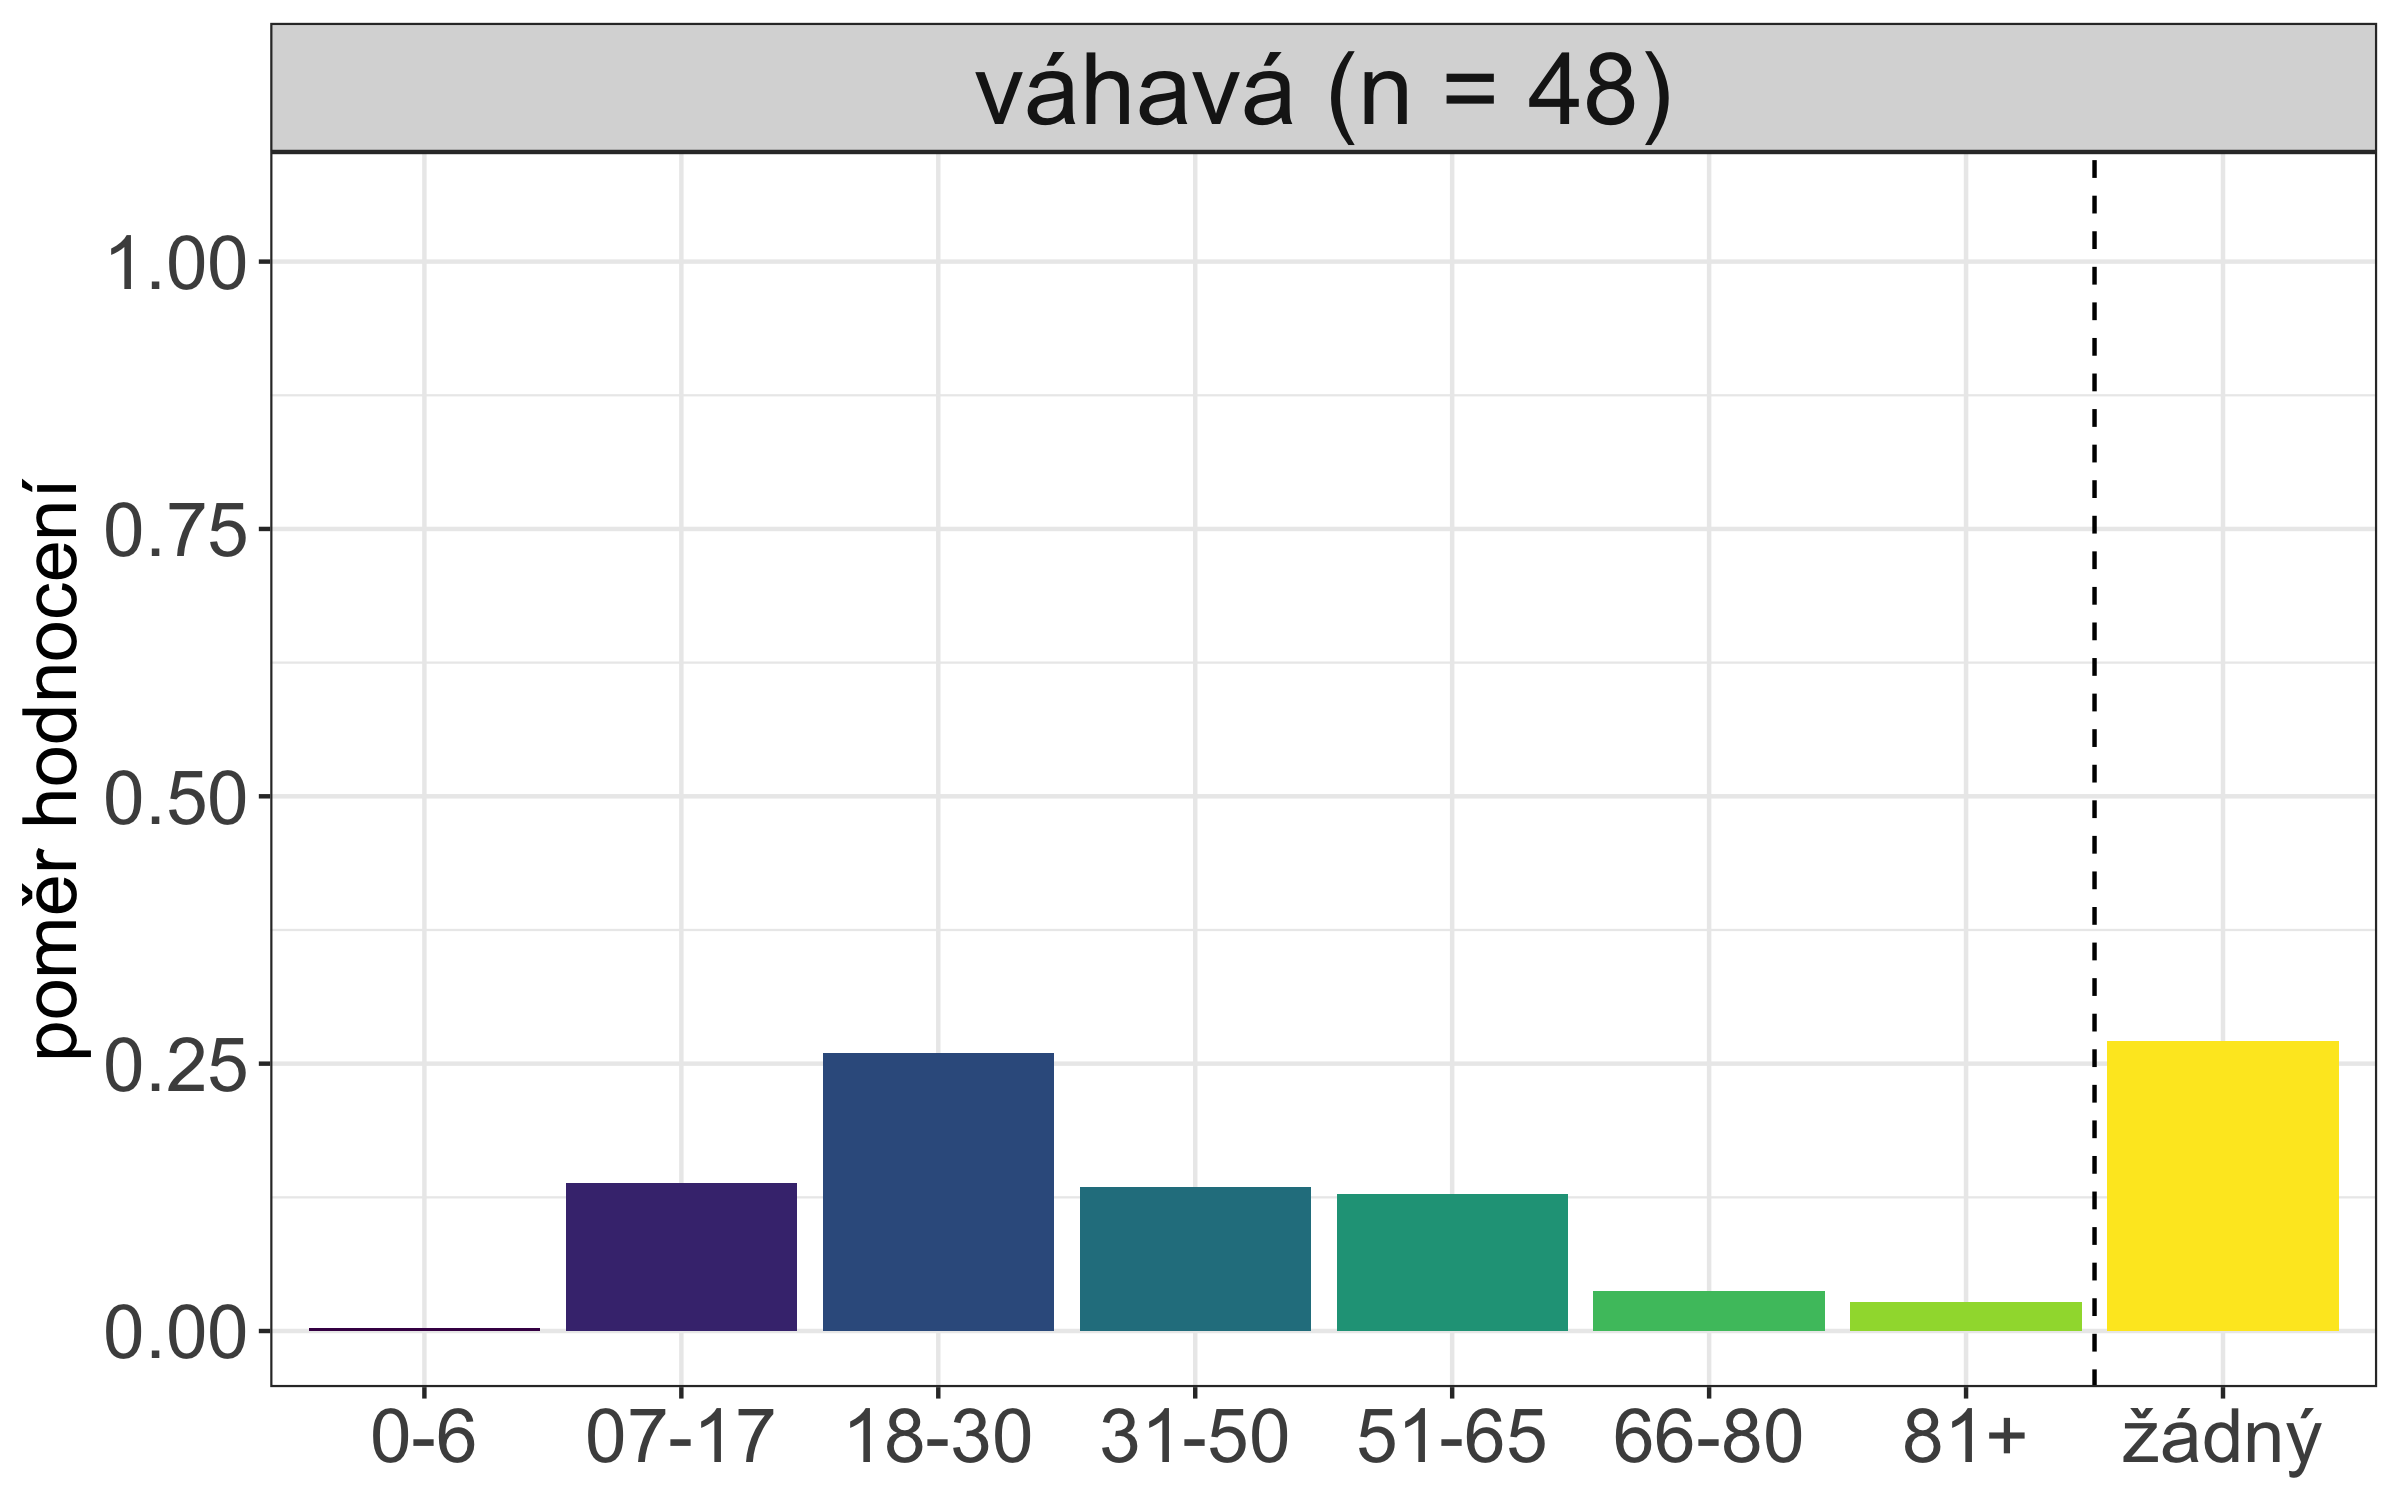 váhavá (n = 48)
poměr hodnocení
1.00
0.75
0.50
0.25
0.00
0-6 07-17 18-30 31-50 51-65 66-80 81+ žádný